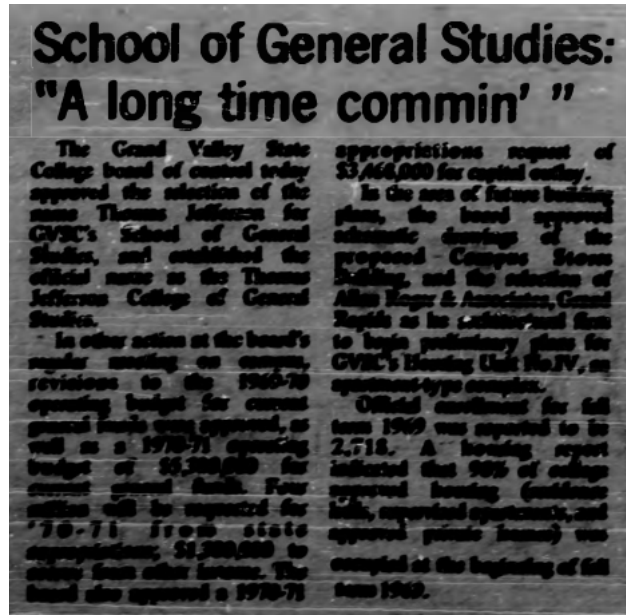 School of General Studies:
"A long time commin' "
The Grand Valley State
College board of control today
approved the selection of the
name Thomas Jefferson for
GVSC's School of General
Studies, and established the
official name as the Thomas
Jefferson College of General
Studies.
In other action at the board's
regular meeting on
revisions to the 1969-70
operating budget for current
general funds were approved, as
well as a 1970-71 operating
budget of $5,300,000 for
current general funds. Four
million will be requested for
'70-71 from state
appropriations, $1,300,000 to
come from other income. The
board also approved a 1970-71
appropriations request of
$3,468,000 for capital outlay.
In the area of future building
plans, the board approved
schematic drawings of the
proposed Campus Store
Building, and the selection of
Allan & Associates, Grand
Rapids as its architectural firm
to begin preliminary plans for
GVSC's Housing Unit No.IV, an
apartment-type complex.
Official enrollment for fall
term 1969 was reported to be
2,718. A housing report
indicated that 98% of college
approved housing (residence
halls, supervised apartments, and
approved private homes) was
occupied at the beginning of fall
term 1969.